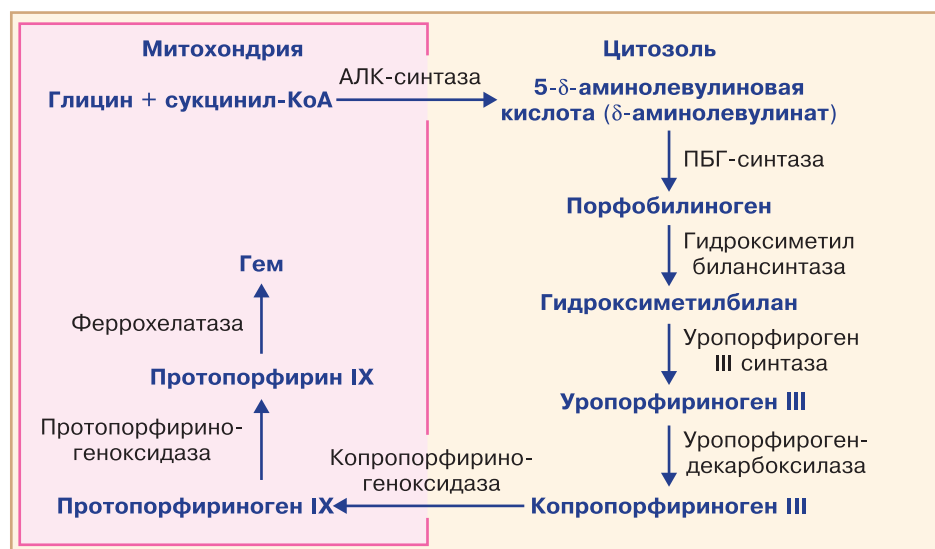 Митохондрия
Цитозоль
Глицин + сукцинил-КоА
АЛК-синтаза
5-δ-аминолевулиновая
кислота (δ-аминолевулинат)
ПБГ-синтаза
Порфобилиноген
Гидроксиметил
билансинтаза
Гидроксиметилбилан
Уропорфироген
III синтаза
Уропорфириноген III
Уропорфироген-
декарбоксилаза
Копропорфириноген III
Копропорфирино-
геноксидаза
Протопорфириноген IX
Протопорфирино-
геноксидаза
Протопорфирин IX
Феррохелатаза
Гем